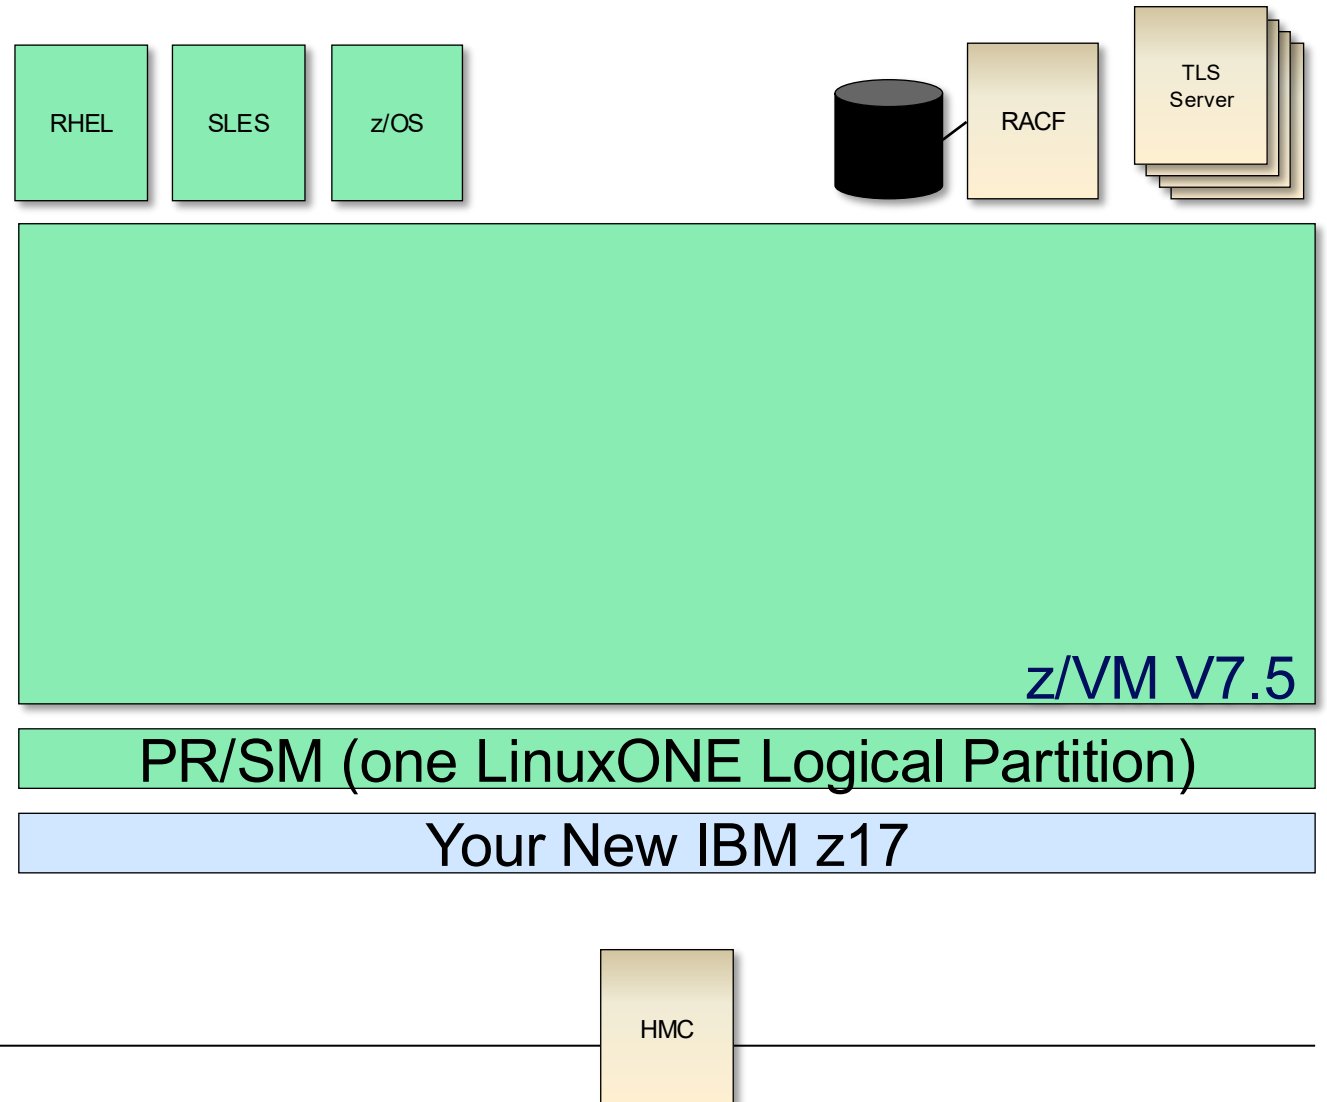 RHEL
SLES
z/OS
RACF
TLS
Server
z/VM V7.5
PR/SM (one LinuxONE Logical Partition)
Your New IBM z17
HMC